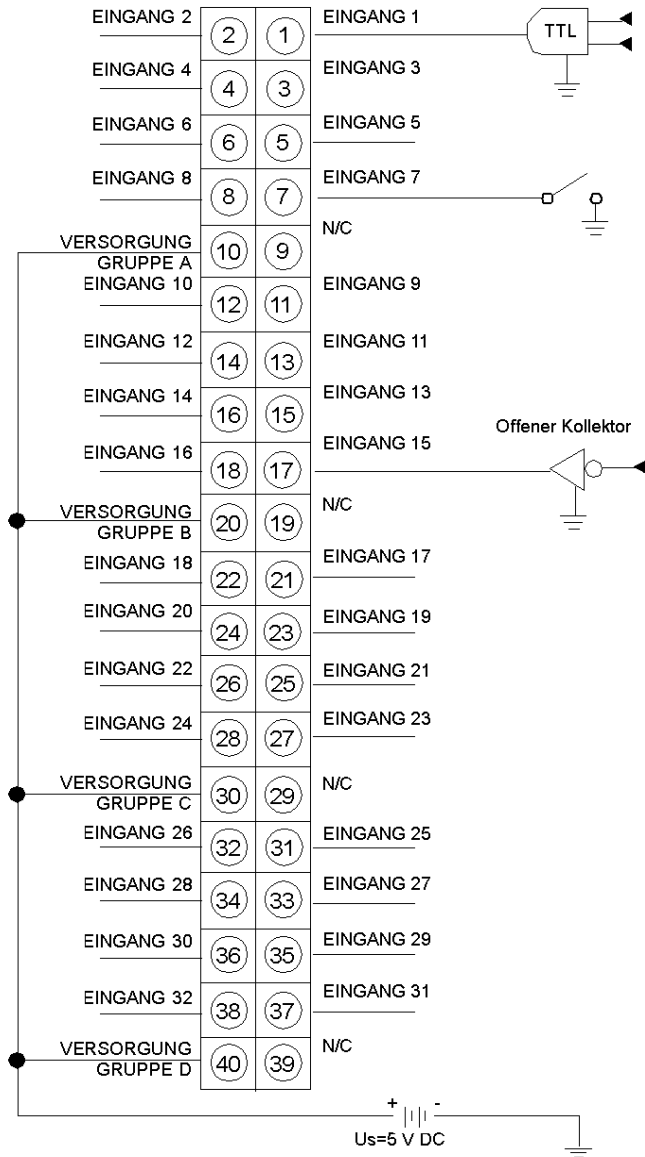 EINGANG 2 2 1 EINGANG 1 TTL
EINGANG 4 4 3 EINGANG 3
EINGANG 6 6 5 EINGANG 5
EINGANG 8 8 7 EINGANG 7
VERSORGUNG 10 9 N/C
GRUPPE A
EINGANG 10 12 11 EINGANG 9
EINGANG 12 14 13 EINGANG 11
EINGANG 14 16 15 EINGANG 13
Offener Kollektor
EINGANG 16 18 17 EINGANG 15
VERSORGUNG 20 19 N/C
GRUPPE B
EINGANG 18 22 21 EINGANG 17
EINGANG 20 24 23 EINGANG 19
EINGANG 22 26 25 EINGANG 21
EINGANG 24 28 27 EINGANG 23
VERSORGUNG 30 29 N/C
GRUPPE C
EINGANG 26 32 31 EINGANG 25
EINGANG 28 34 33 EINGANG 27
EINGANG 30 36 35 EINGANG 29
EINGANG 32 38 37 EINGANG 31
VERSORGUNG 40 39 N/C
GRUPPE D
+ -
Us=5 V DC